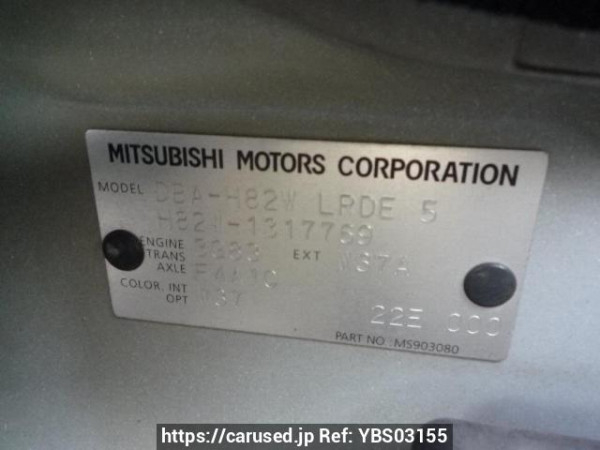 MITSUBISHI MOTORS CORPORATION
MODEL DBA-H82W LRDE 5
H82W-1317769
ENGINE 3G83 EXT W37A
TRANS
AXLE F4A1C
COLOR, INT W37
OPT
22E 000
PART NO. MS903080
https://carused.jp Ref: YBS03155